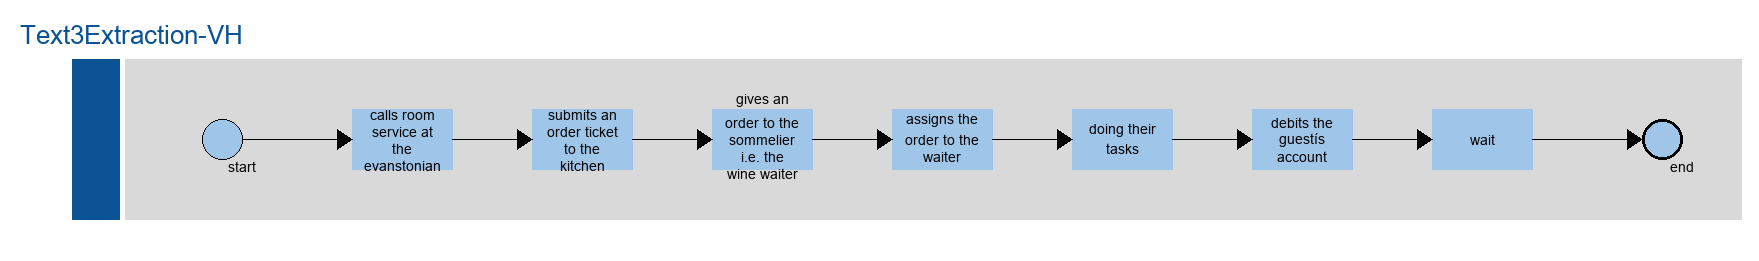 Text3Extraction-VH
start
calls room
service at
the
evanstonian
submits an
order ticket
to the
kitchen
gives an
order to the
sommelier
i.e. the
wine waiter
assigns the
order to the
waiter
doing their
tasks
debits the
guestís
account
wait
end